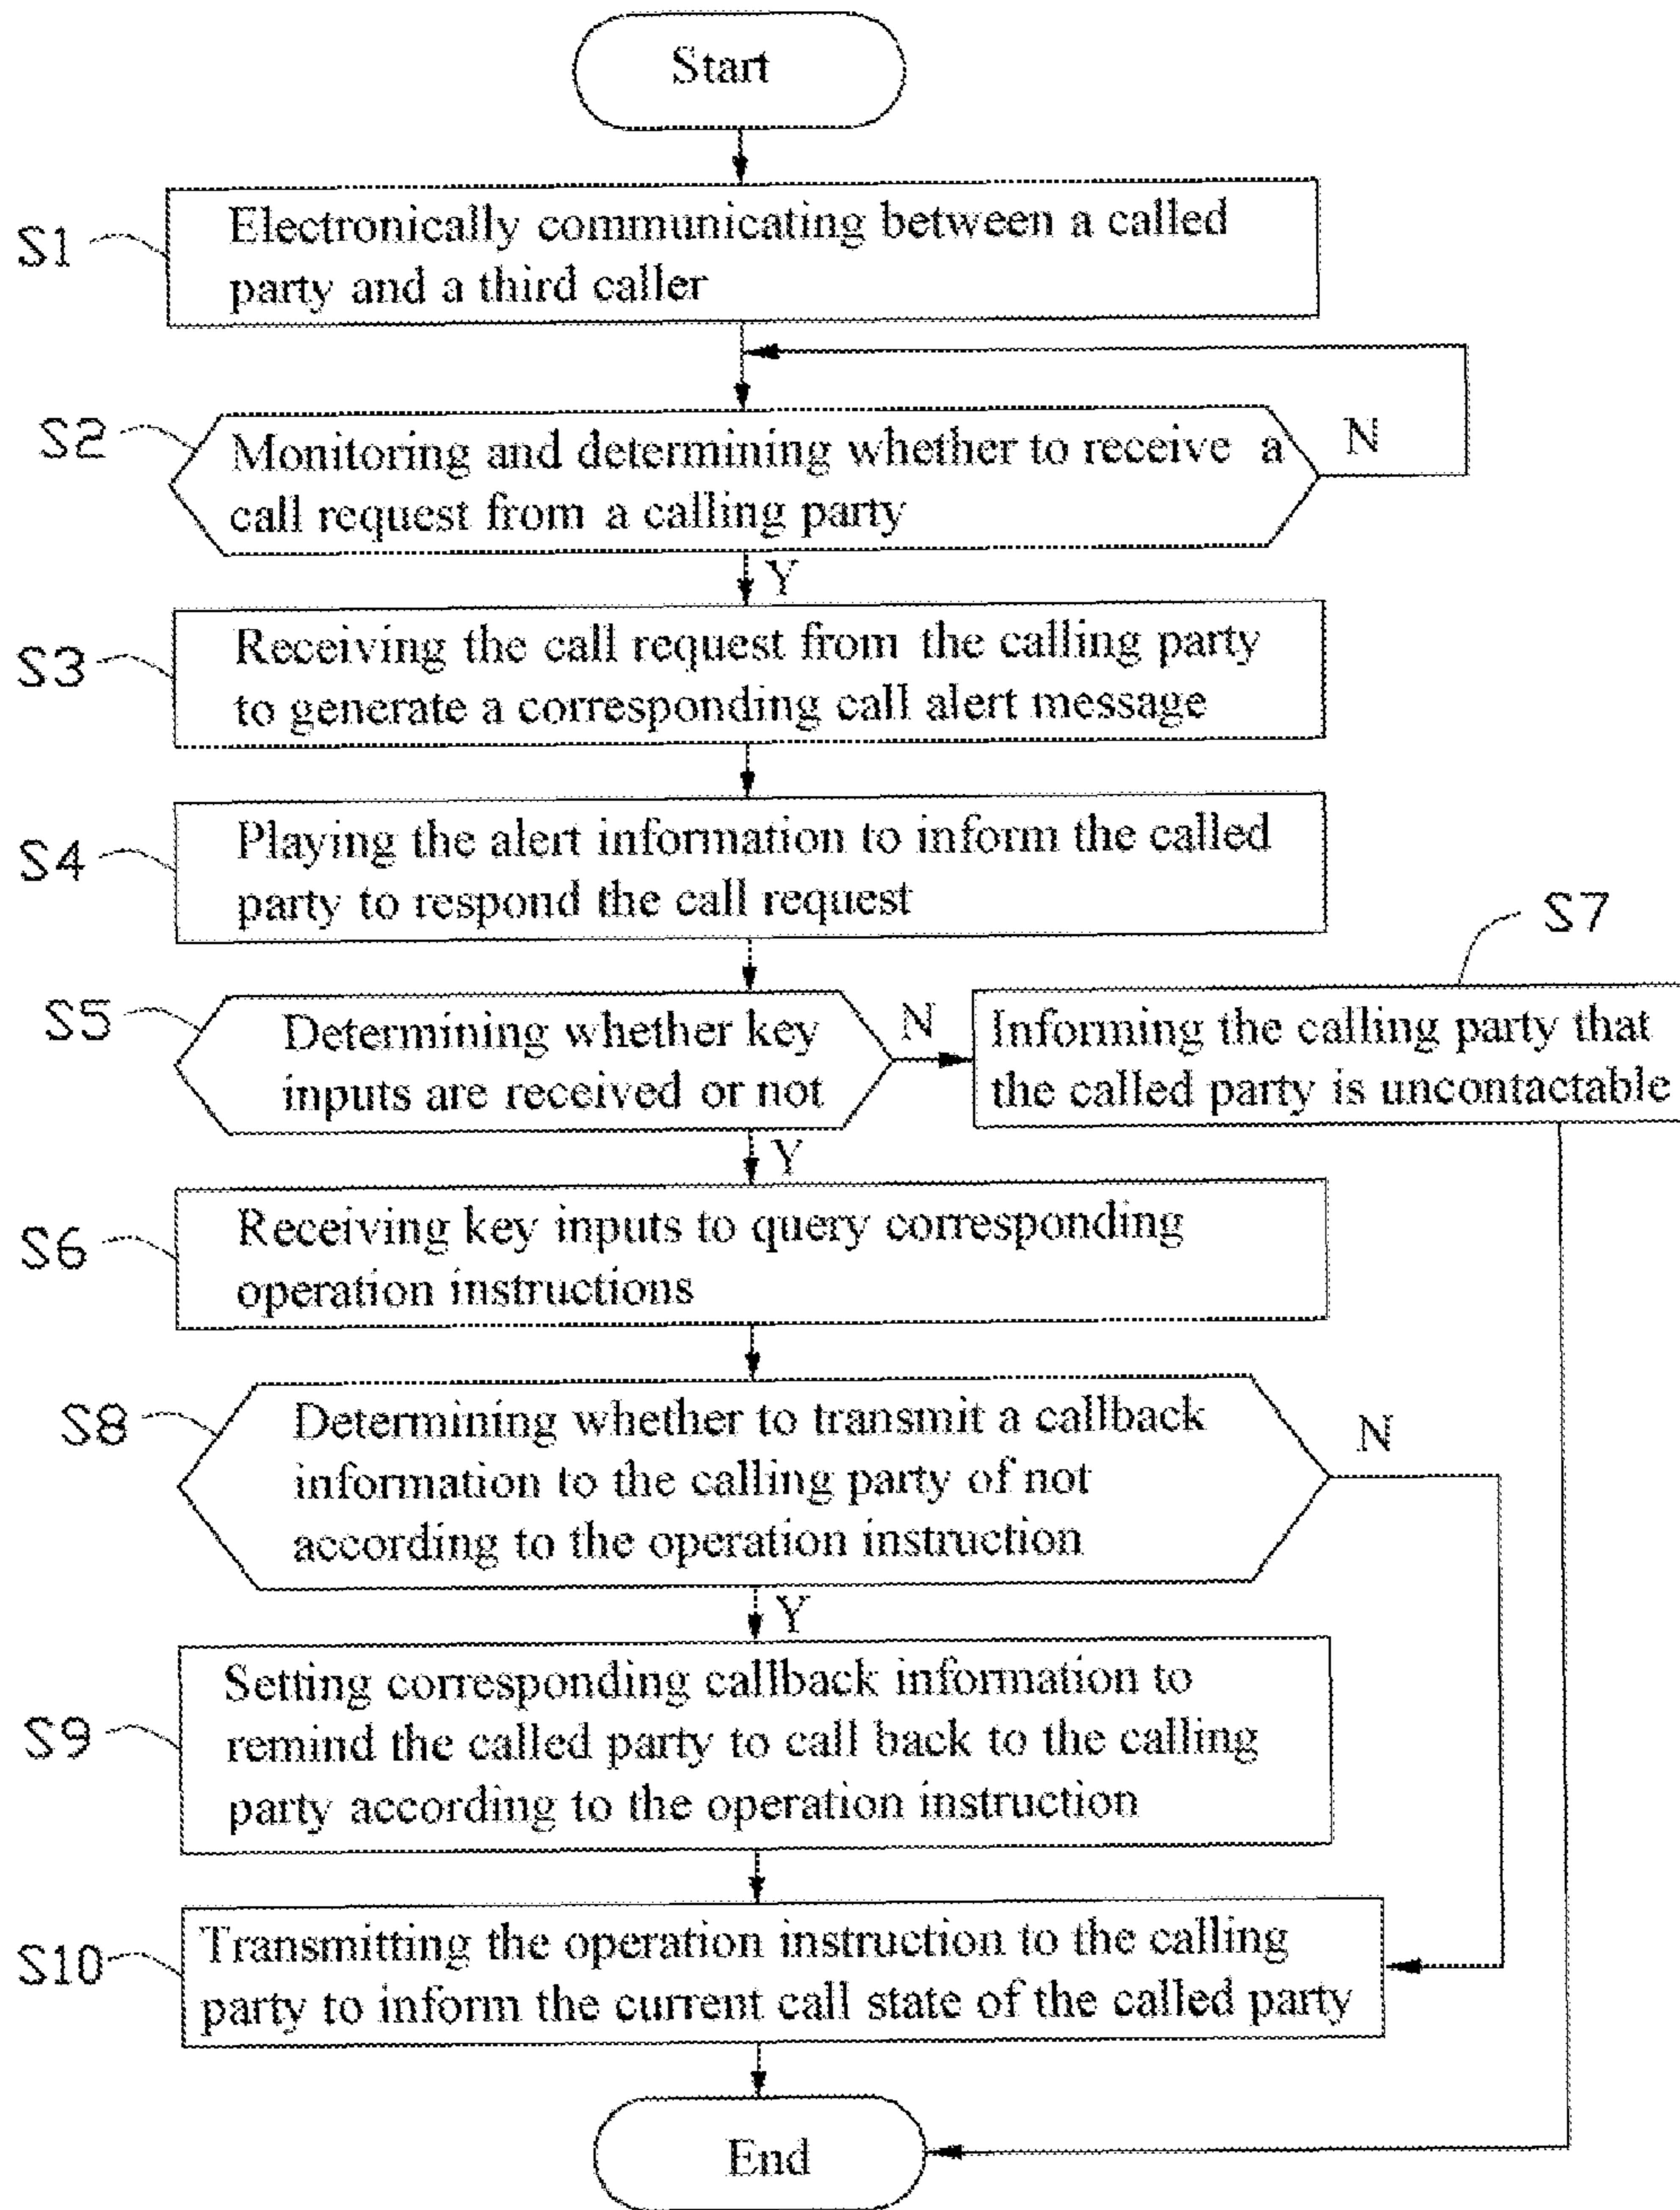 Start
S1
Electronically communicating between a called
party and a third caller
S2
Monitoring and determining whether to receive a
call request from a calling party
N
Y
S3
Receiving the call request from the calling party
to generate a corresponding call alert message
S4
Playing the alert information to inform the called
party to respond the call request
S5
Determining whether key
inputs are received or not
N
S7
Informing the calling party that
the called party is uncontactable
Y
S6
Receiving key inputs to query corresponding
operation instructions
S8
Determining whether to transmit a callback
information to the calling party of not
according to the operation instruction
N
Y
S9
Setting corresponding callback information to
remind the called party to call back to the calling
party according to the operation instruction
S10
Transmitting the operation instruction to the calling
party to inform the current call state of the called party
End